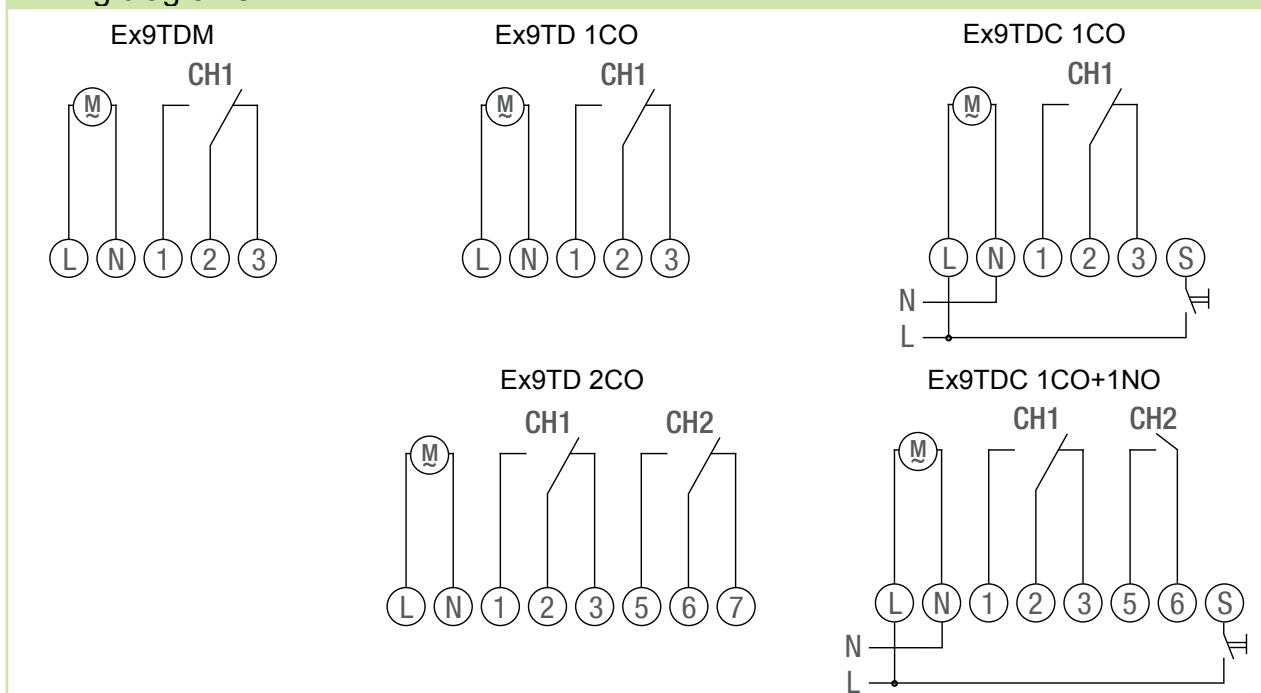 Ex9TDM
CH1
M
~
L N 1 2 3
Ex9TD 1CO
CH1
M
~
L N 1 2 3
Ex9TDC 1CO
CH1
M
~
L N 1 2 3 S
N
L
Ex9TD 2CO
CH1 CH2
M
~
L N 1 2 3 5 6 7
Ex9TDC 1CO+1NO
CH1 CH2
M
~
L N 1 2 3 5 6 S
N
L